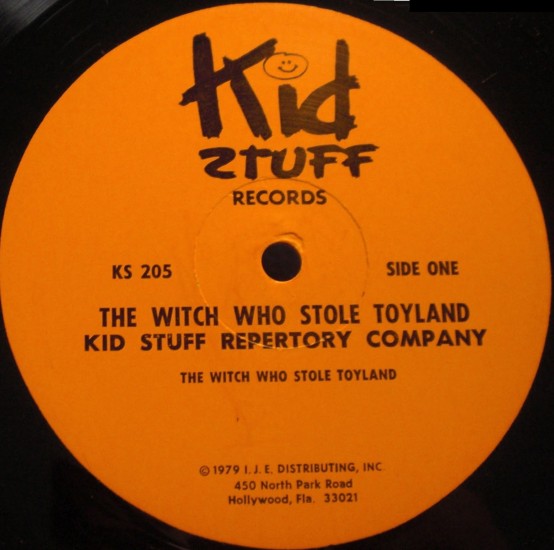 Kid
STUFF
RECORDS
KS 205
SIDE ONE
THE WITCH WHO STOLE TOYLAND
KID STUFF REPERTORY COMPANY
THE WITCH WHO STOLE TOYLAND
© 1979 I. J. E. DISTRIBUTING, INC.
450 North Park Road
Hollywood, Fla. 33021